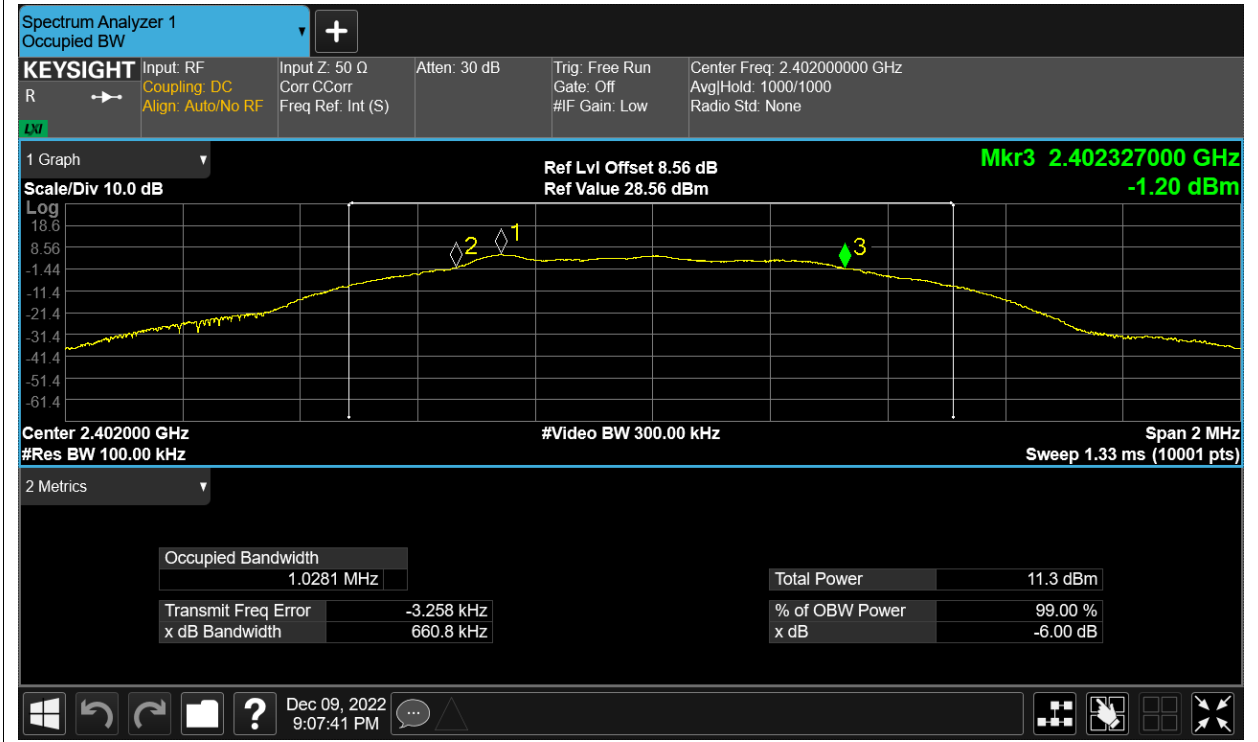 Spectrum Analyzer 1
Occupied BW
KEYSIGHT
R
LXI
Input: RF
Coupling: DC
Align: Auto/No RF
Input Z: 50 Ω
Corr CCorr
Freq Ref: Int (S)
Atten: 30 dB
Trig: Free Run
Gate: Off
#IF Gain: Low
Center Freq: 2.402000000 GHz
Avg|Hold: 1000/1000
Radio Std: None
1 Graph
Scale/Div 10.0 dB
Ref Lvl Offset 8.56 dB
Ref Value 28.56 dBm
Mkr3 2.402327000 GHz
-1.20 dBm
Log
18.6
8.56
-1.44
-11.4
-21.4
-31.4
-41.4
-51.4
-61.4
2
1
3
Center 2.402000 GHz
#Video BW 300.00 kHz
Span 2 MHz
#Res BW 100.00 kHz
Sweep 1.33 ms (10001 pts)
2 Metrics
Occupied Bandwidth
1.0281 MHz
Transmit Freq Error -3.258 kHz
x dB Bandwidth 660.8 kHz
Total Power 11.3 dBm
% of OBW Power 99.00 %
x dB -6.00 dB
?
Dec 09, 2022
9:07:41 PM